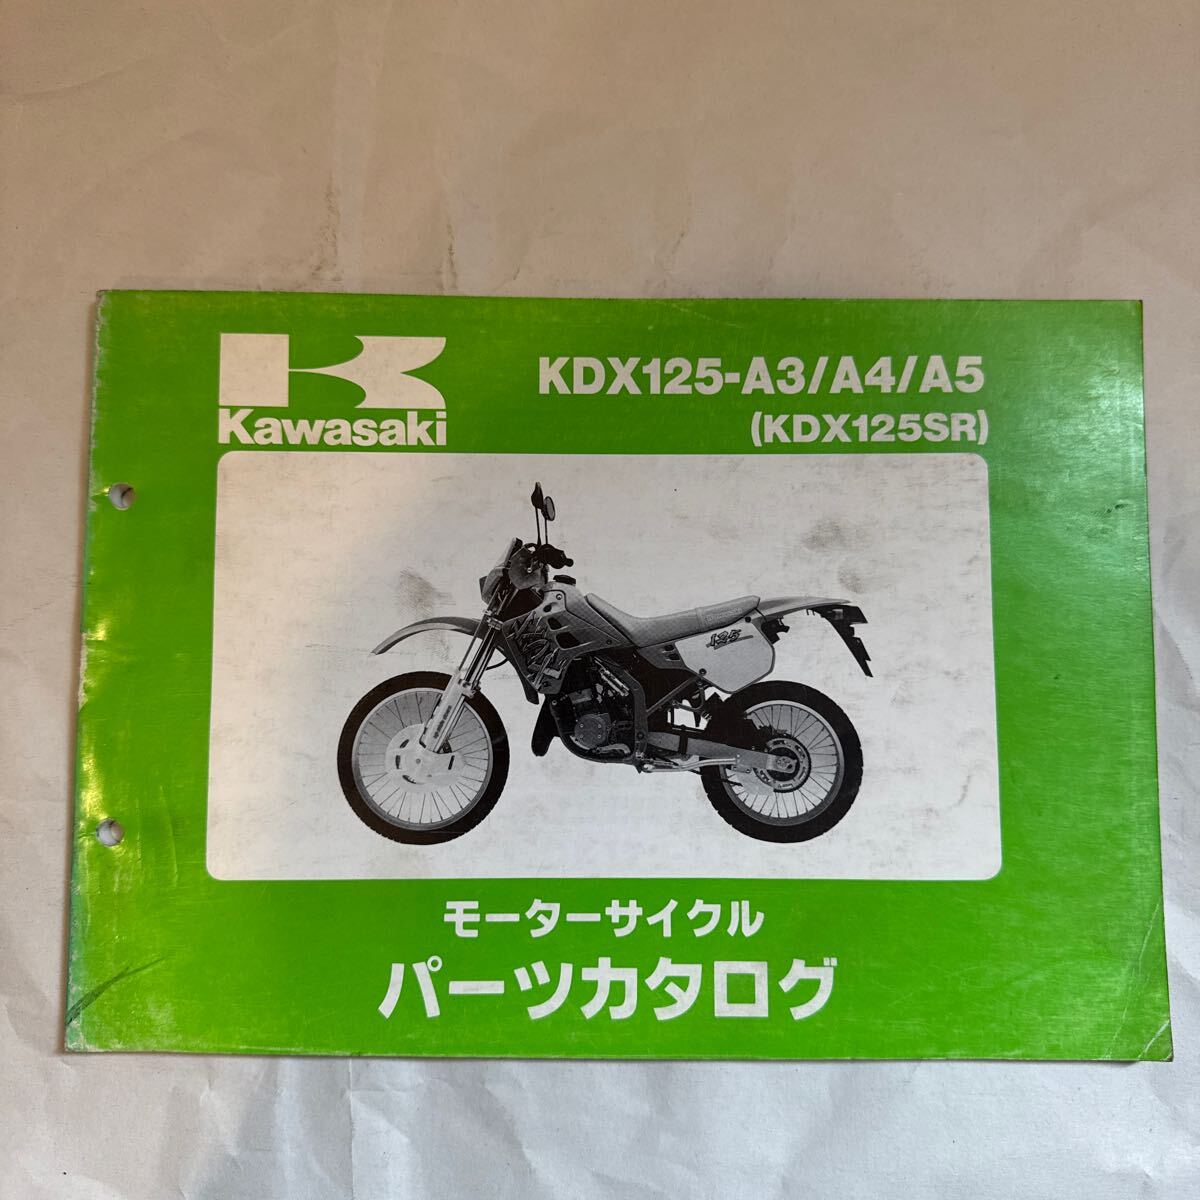 Kawasaki
KDX125-A3/A4/A5
(KDX125SR)
125
モーターサイクル
パーツカタログ